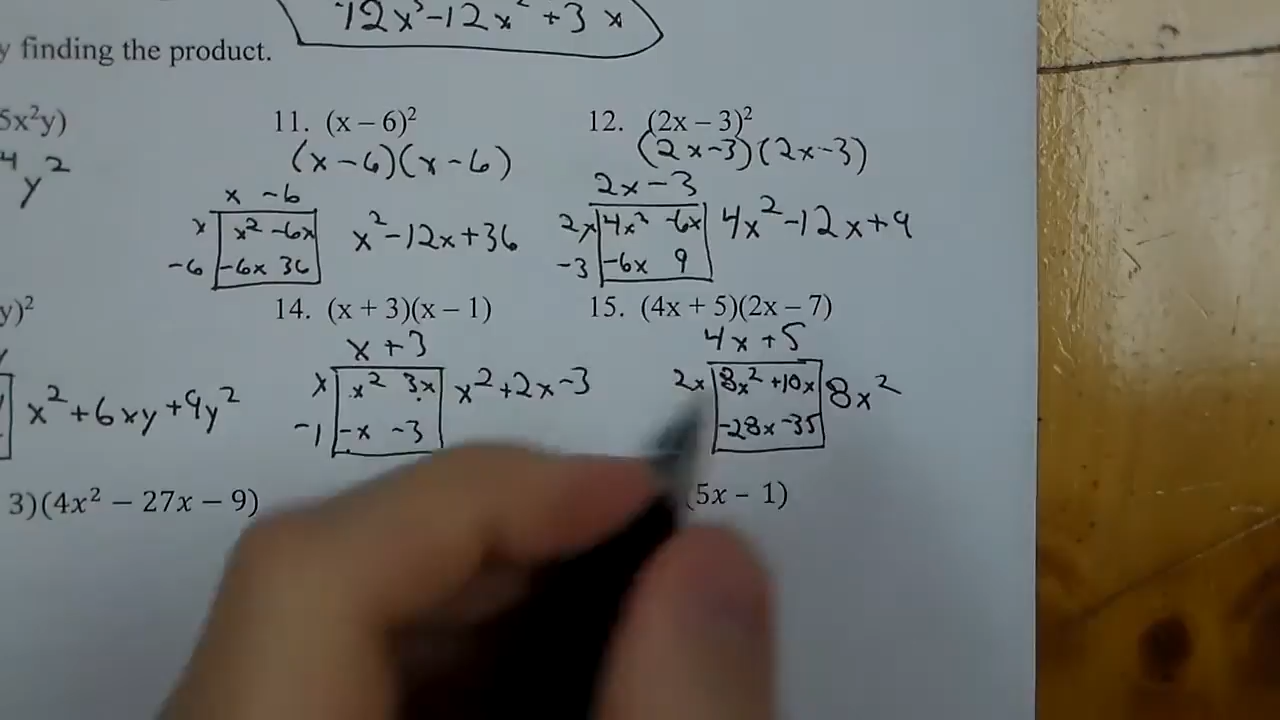 -12x³-12x² +3x
y finding the product.
5x²y)
11. (x – 6)²
12. (2x – 3)²
⁴y²
(x-6)(x-6)
(2x-3)(2x-3)
x -6
2x-3
x x² -6x
x²-12x+36
2x 4x² -6x
4x²-12x+9
-6 -6x 36
-3 -6x 9
y)²
14. (x + 3)(x – 1)
15. (4x + 5)(2x – 7)
x +3
4x +5
x x² 3x
x²+2x-3
2x 8x² +10x
8x²
x²+6xy+9y²
-1 -x -3
-28x -35
3)(4x² – 27x – 9)
(5x – 1)